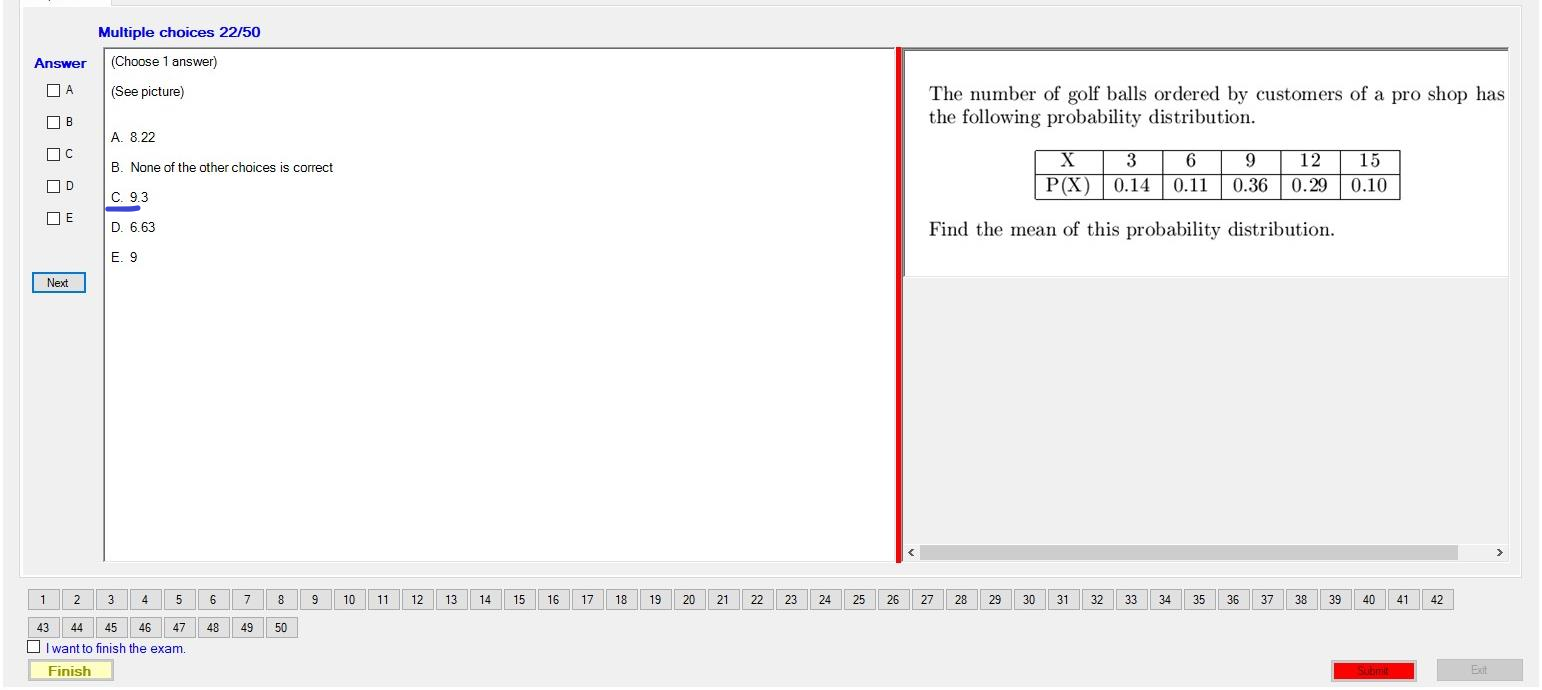 Multiple choices 22/50
Answer
A
B
C
D
E
Next
(Choose 1 answer)
(See picture)
A. 8.22
B. None of the other choices is correct
C. 9.3
D. 6.63
E. 9
The number of golf balls ordered by customers of a pro shop has
the following probability distribution.
X 3 6 9 12 15
P(X) 0.14 0.11 0.36 0.29 0.10
Find the mean of this probability distribution.
1 2 3 4 5 6 7 8 9 10 11 12 13 14 15 16 17 18 19 20 21 22 23 24 25 26 27 28 29 30 31 32 33 34 35 36 37 38 39 40 41 42
43 44 45 46 47 48 49 50
I want to finish the exam.
Finish
Submit
Exit